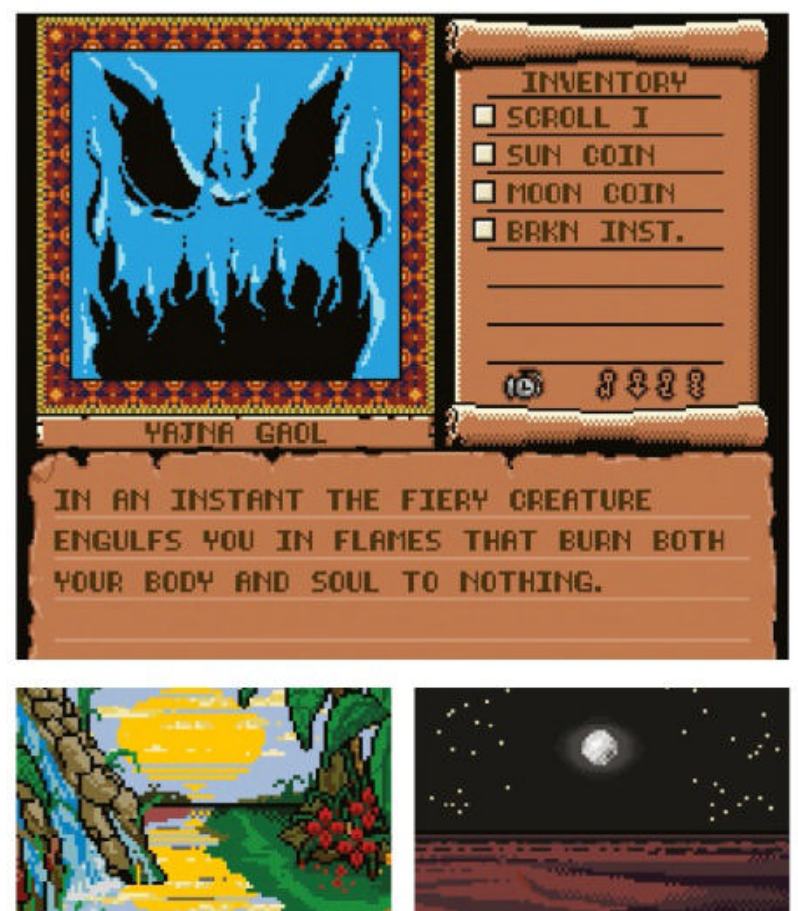 INVENTORY
SCROLL I
SUN COIN
MOON COIN
BRKN INST.
YAJNA GAOL
IN AN INSTANT THE FIERY CREATURE
ENGULFS YOU IN FLAMES THAT BURN BOTH
YOUR BODY AND SOUL TO NOTHING.